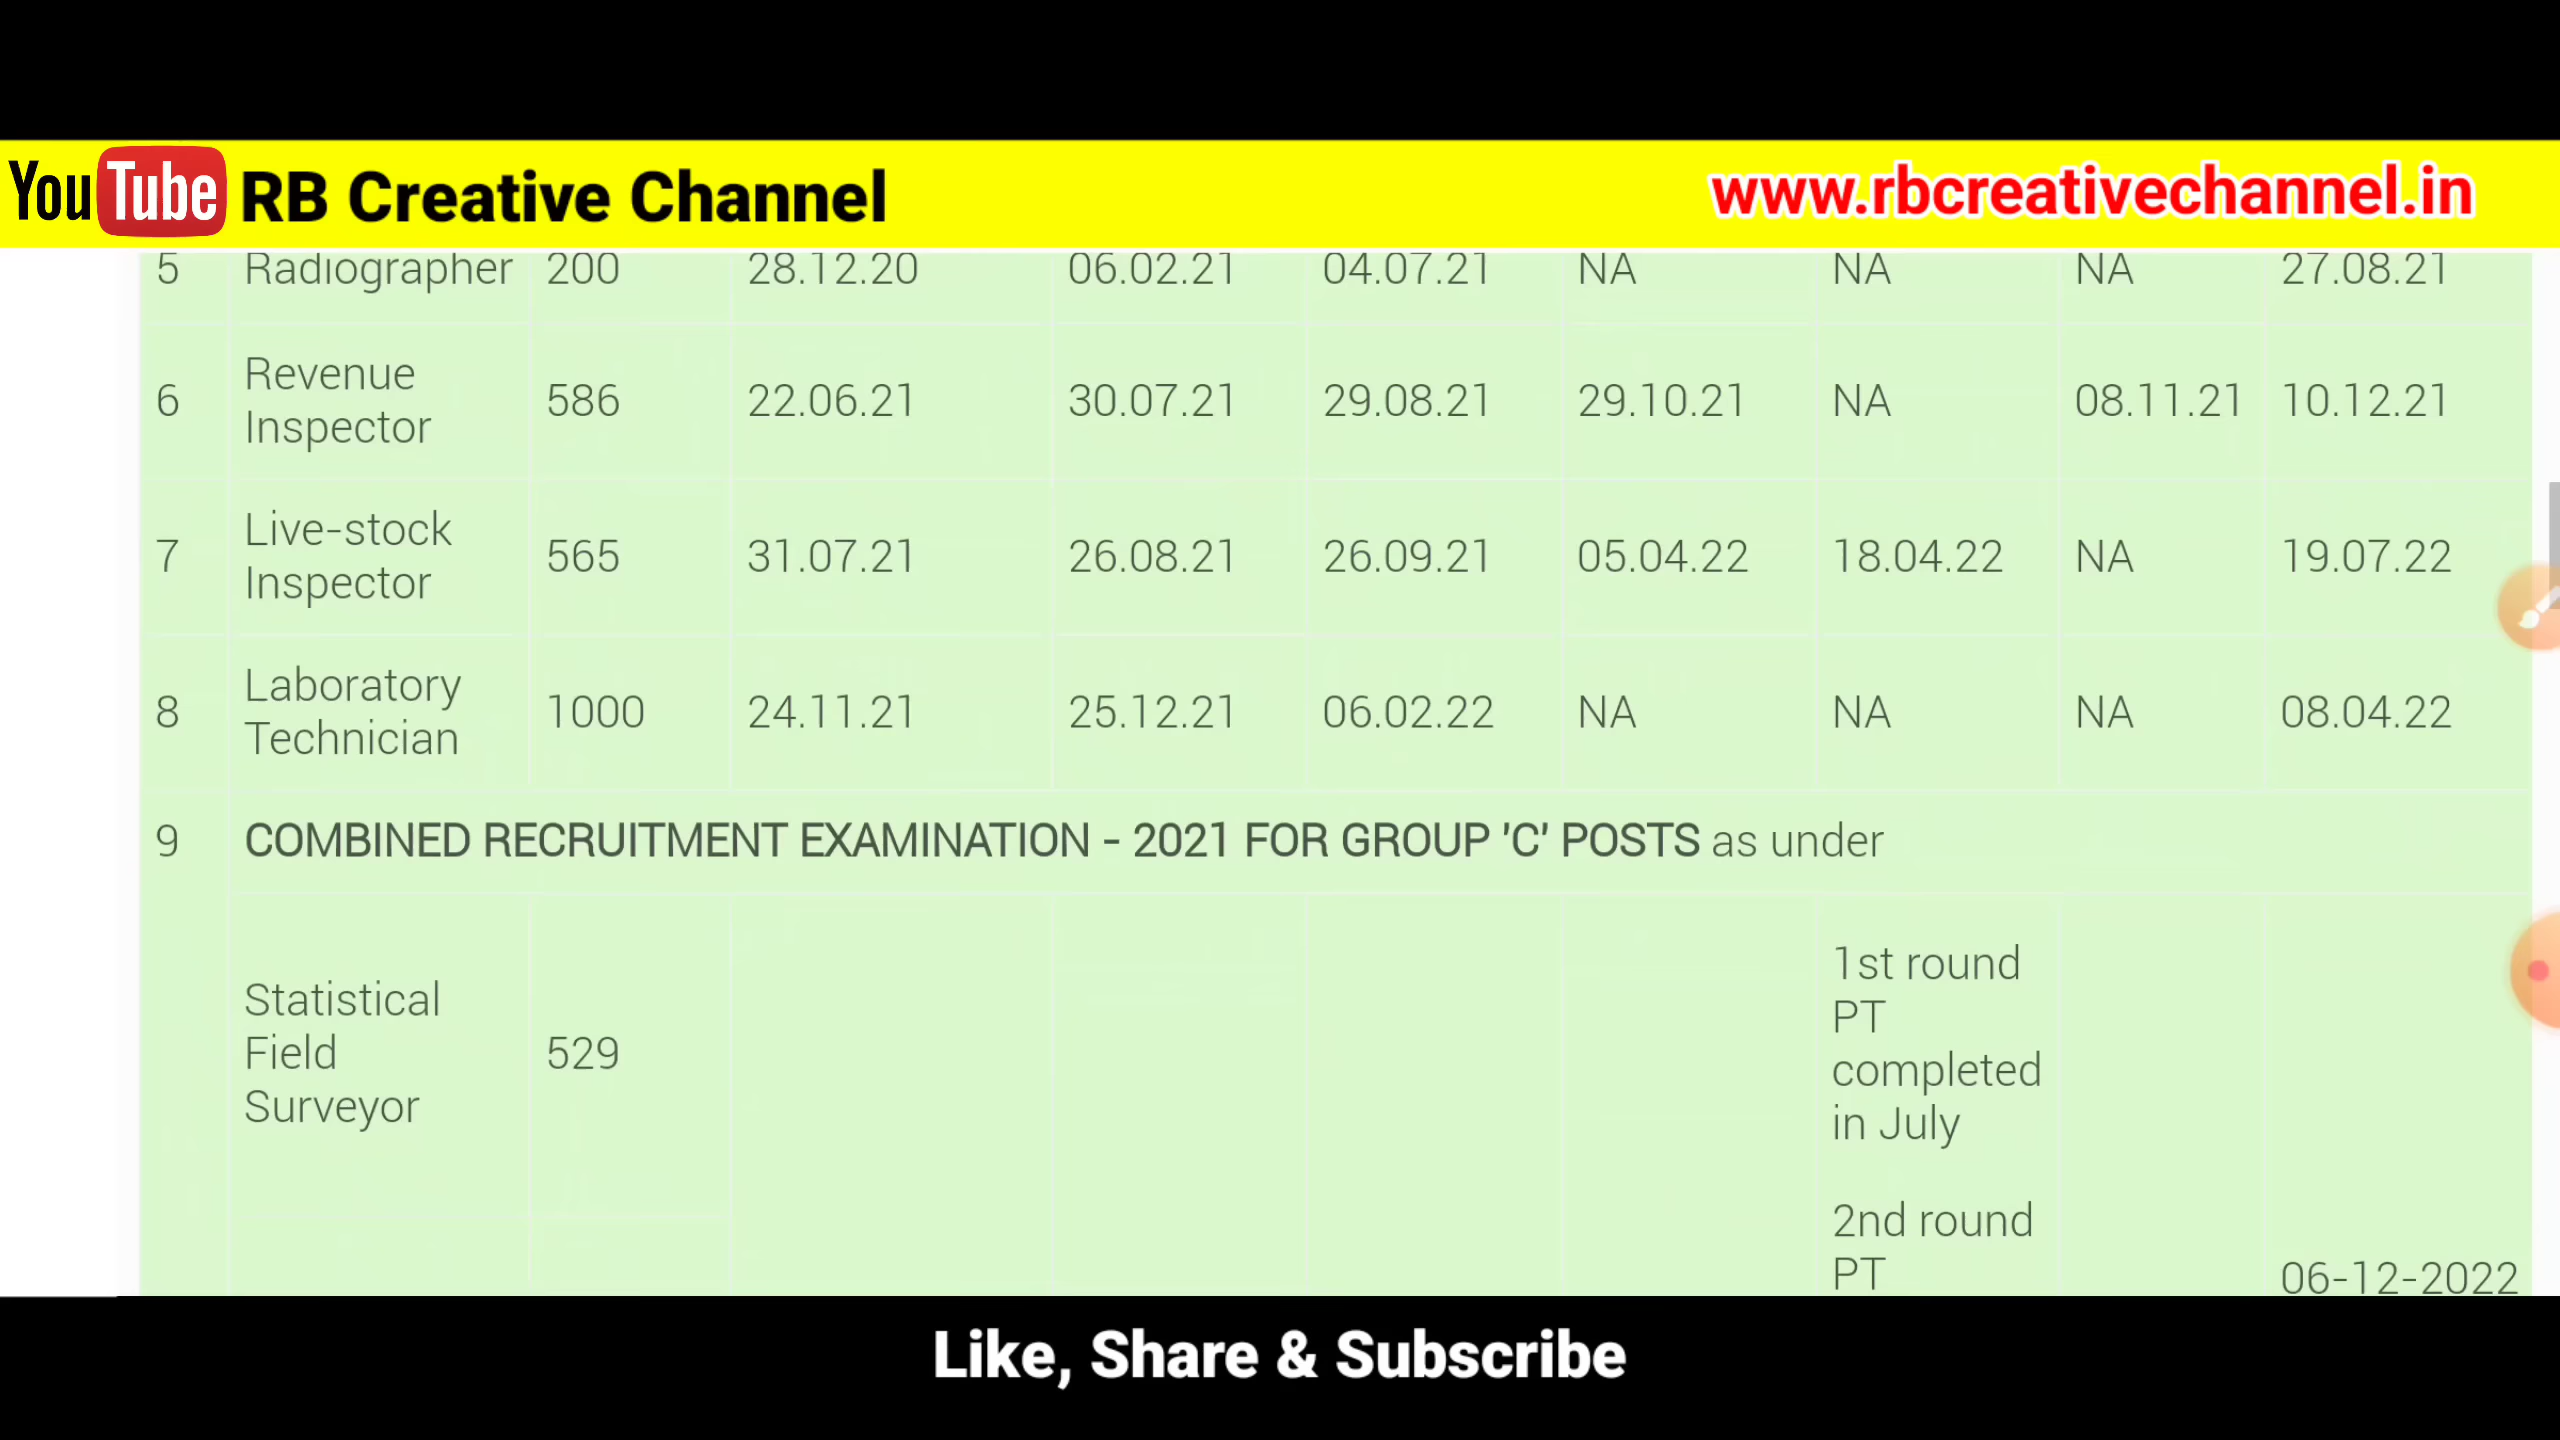 YouTube RB Creative Channel www.rbcreativechannel.in
5 Radiographer 200 28.12.20 06.02.21 04.07.21 NA NA NA 27.08.21
6 Revenue Inspector 586 22.06.21 30.07.21 29.08.21 29.10.21 NA 08.11.21 10.12.21
7 Live-stock Inspector 565 31.07.21 26.08.21 26.09.21 05.04.22 18.04.22 NA 19.07.22
8 Laboratory Technician 1000 24.11.21 25.12.21 06.02.22 NA NA NA 08.04.22
9 COMBINED RECRUITMENT EXAMINATION - 2021 FOR GROUP 'C' POSTS as under
Statistical
Field
Surveyor
529
1st round
PT
completed
in July
2nd round
PT
06-12-2022
Like, Share & Subscribe